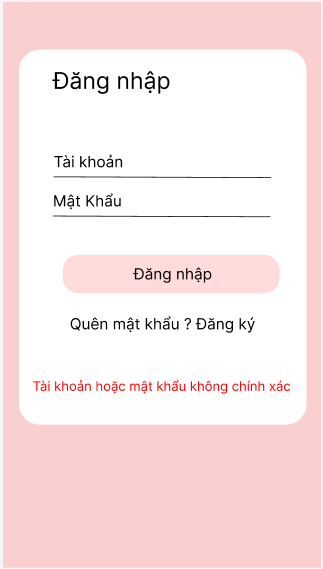 Đăng nhập
Tài khoản
Mật Khẩu
Đăng nhập
Quên mật khẩu ? Đăng ký
Tài khoản hoặc mật khẩu không chính xác